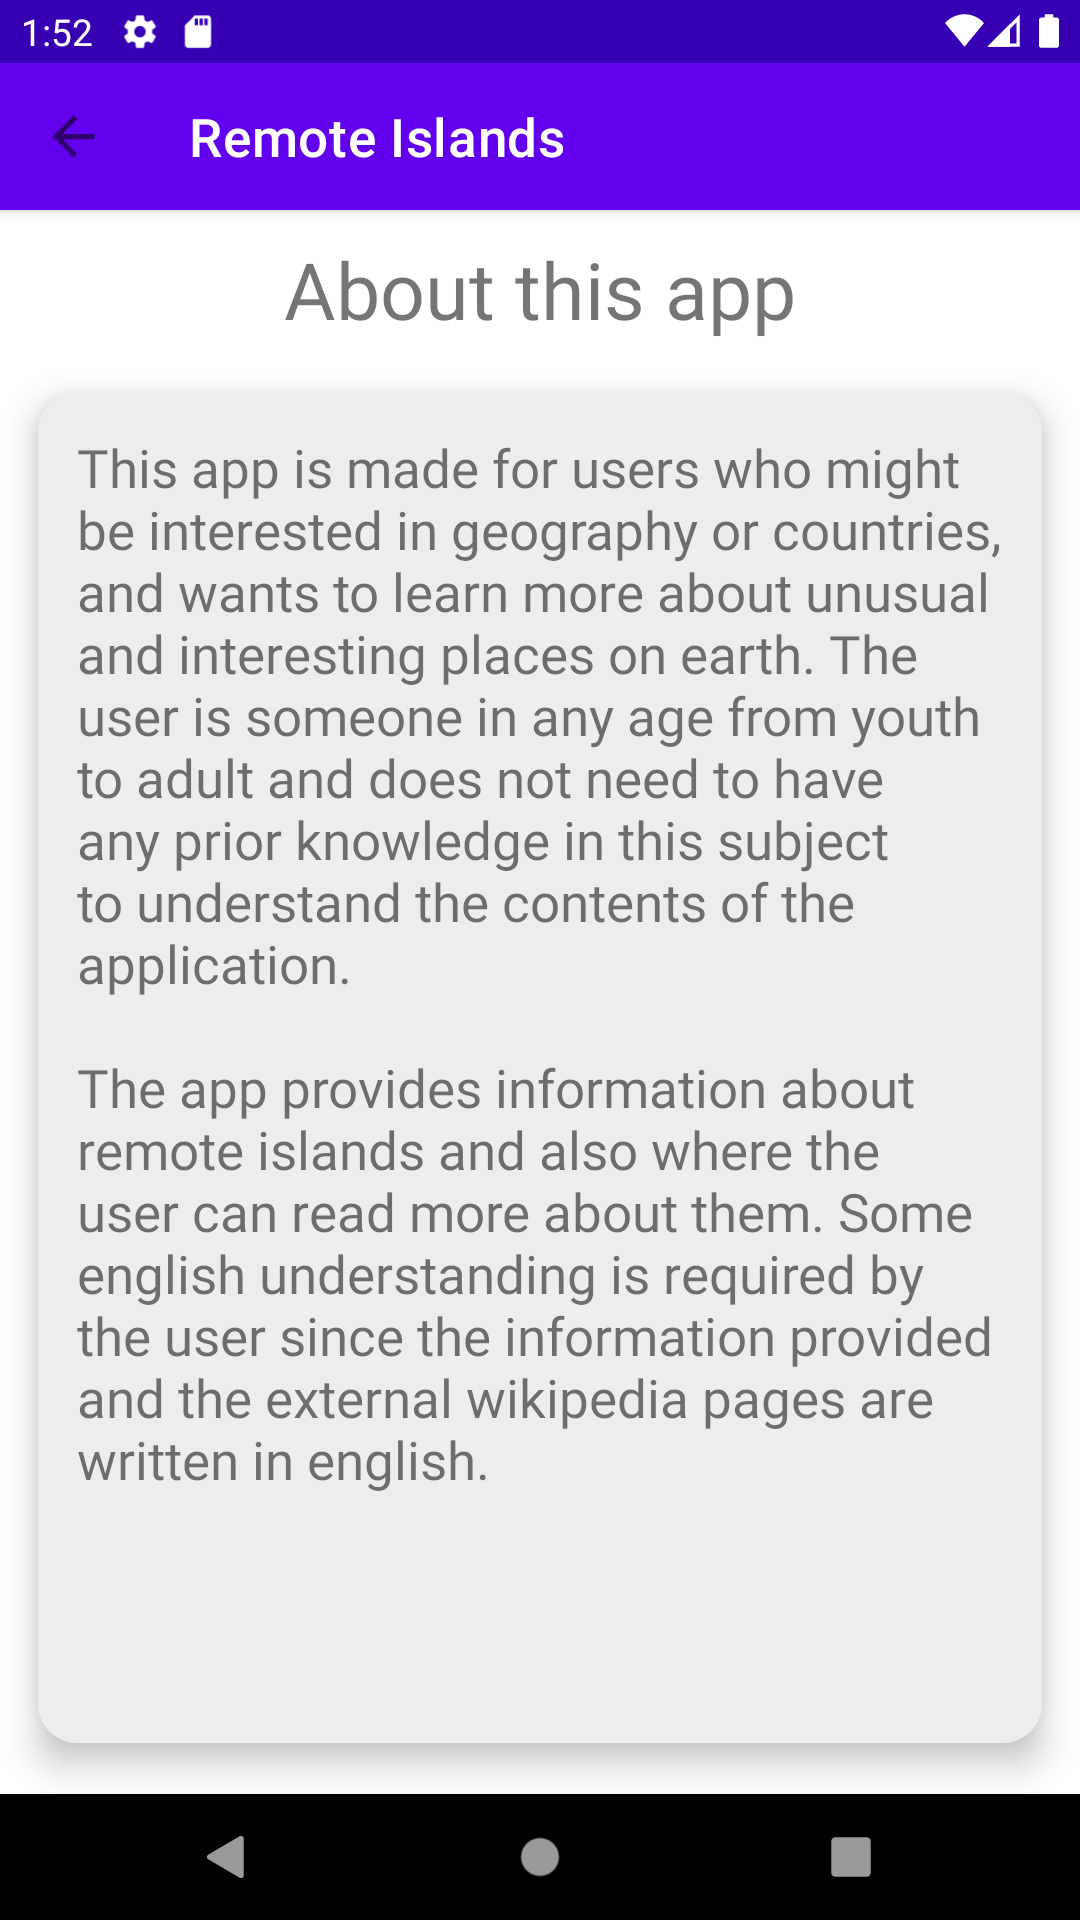 1:52
Remote Islands
About this app
This app is made for users who might
be interested in geography or countries,
and wants to learn more about unusual
and interesting places on earth. The
user is someone in any age from youth
to adult and does not need to have
any prior knowledge in this subject
to understand the contents of the
application.
The app provides information about
remote islands and also where the
user can read more about them. Some
english understanding is required by
the user since the information provided
and the external wikipedia pages are
written in english.